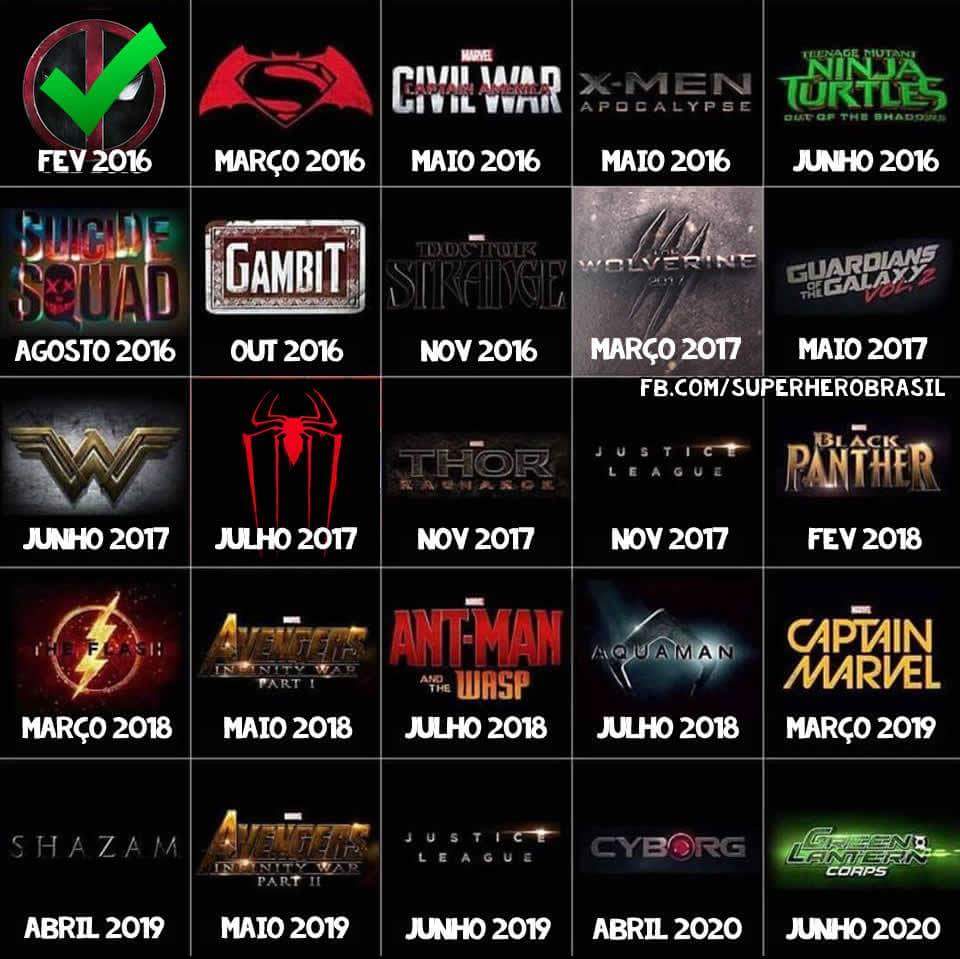 FEV 2016
MARÇO 2016
MARVEL
CIVIL WAR
CAPTAIN AMERICA
MAIO 2016
X-MEN
APOCALYPSE
MAIO 2016
TEENAGE MUTANT
NINJA
TURTLES
OUT OF THE SHADOWS
JUNHO 2016
SUICIDE
SQUAD
AGOSTO 2016
GAMBIT
OUT 2016
DOCTOR
STRANGE
NOV 2016
THE
WOLVERINE
2017
MARÇO 2017
GUARDIANS
OF THE GALAXY
VOL. 2
MAIO 2017
FB.COM/SUPERHEROBRASIL
JUNHO 2017
JULHO 2017
THOR
RAGNAROK
NOV 2017
JUSTICE
LEAGUE
NOV 2017
BLACK
PANTHER
FEV 2018
THE FLASH
MARÇO 2018
AVENGERS
INFINITY WAR
PART I
MAIO 2018
ANT-MAN
AND THE WASP
JULHO 2018
AQUAMAN
JULHO 2018
MARVEL
CAPTAIN
MARVEL
MARÇO 2019
SHAZAM
ABRIL 2019
AVENGERS
INFINITY WAR
PART II
MAIO 2019
JUSTICE
LEAGUE
JUNHO 2019
CYBORG
ABRIL 2020
GREEN
LANTERN
CORPS
JUNHO 2020